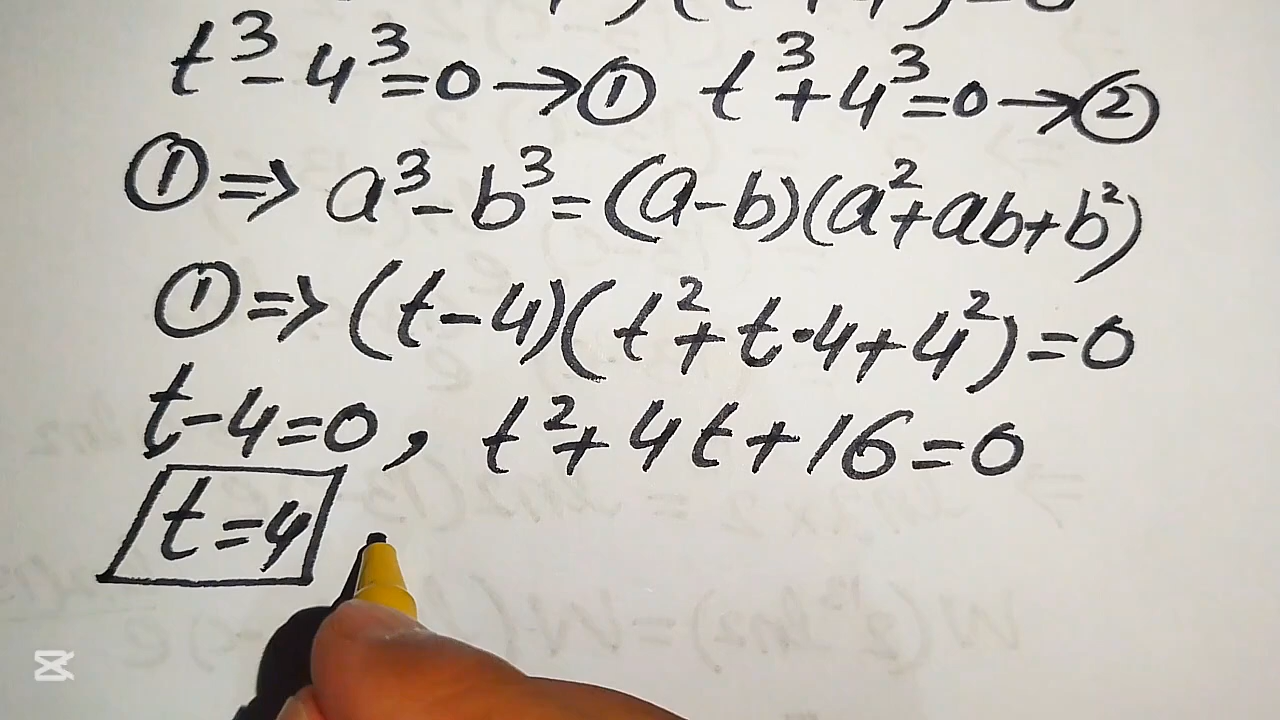 t³-4³=0→① t³+4³=0→②
①⇒ a³-b³=(a-b)(a²+ab+b²)
①⇒ (t-4)(t²+t·4+4²)=0
t-4=0, t²+4t+16=0
t=4